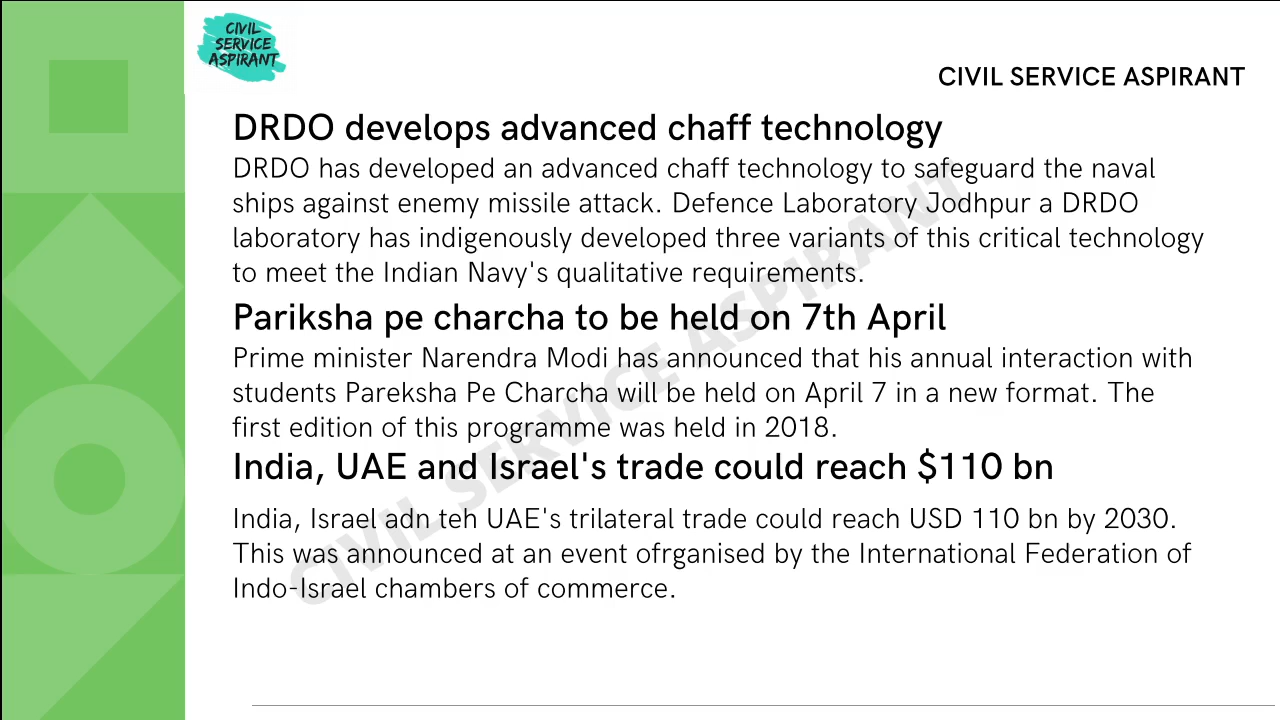 CIVIL
SERVICE
ASPIRANT
CIVIL SERVICE ASPIRANT
DRDO develops advanced chaff technology
DRDO has developed an advanced chaff technology to safeguard the naval
ships against enemy missile attack. Defence Laboratory Jodhpur a DRDO
laboratory has indigenously developed three variants of this critical technology
to meet the Indian Navy's qualitative requirements.
Pariksha pe charcha to be held on 7th April
Prime minister Narendra Modi has announced that his annual interaction with
students Pareksha Pe Charcha will be held on April 7 in a new format. The
first edition of this programme was held in 2018.
India, UAE and Israel's trade could reach $110 bn
India, Israel adn teh UAE's trilateral trade could reach USD 110 bn by 2030.
This was announced at an event ofrganised by the International Federation of
Indo-Israel chambers of commerce.
CIVIL SERVICE ASPIRANT